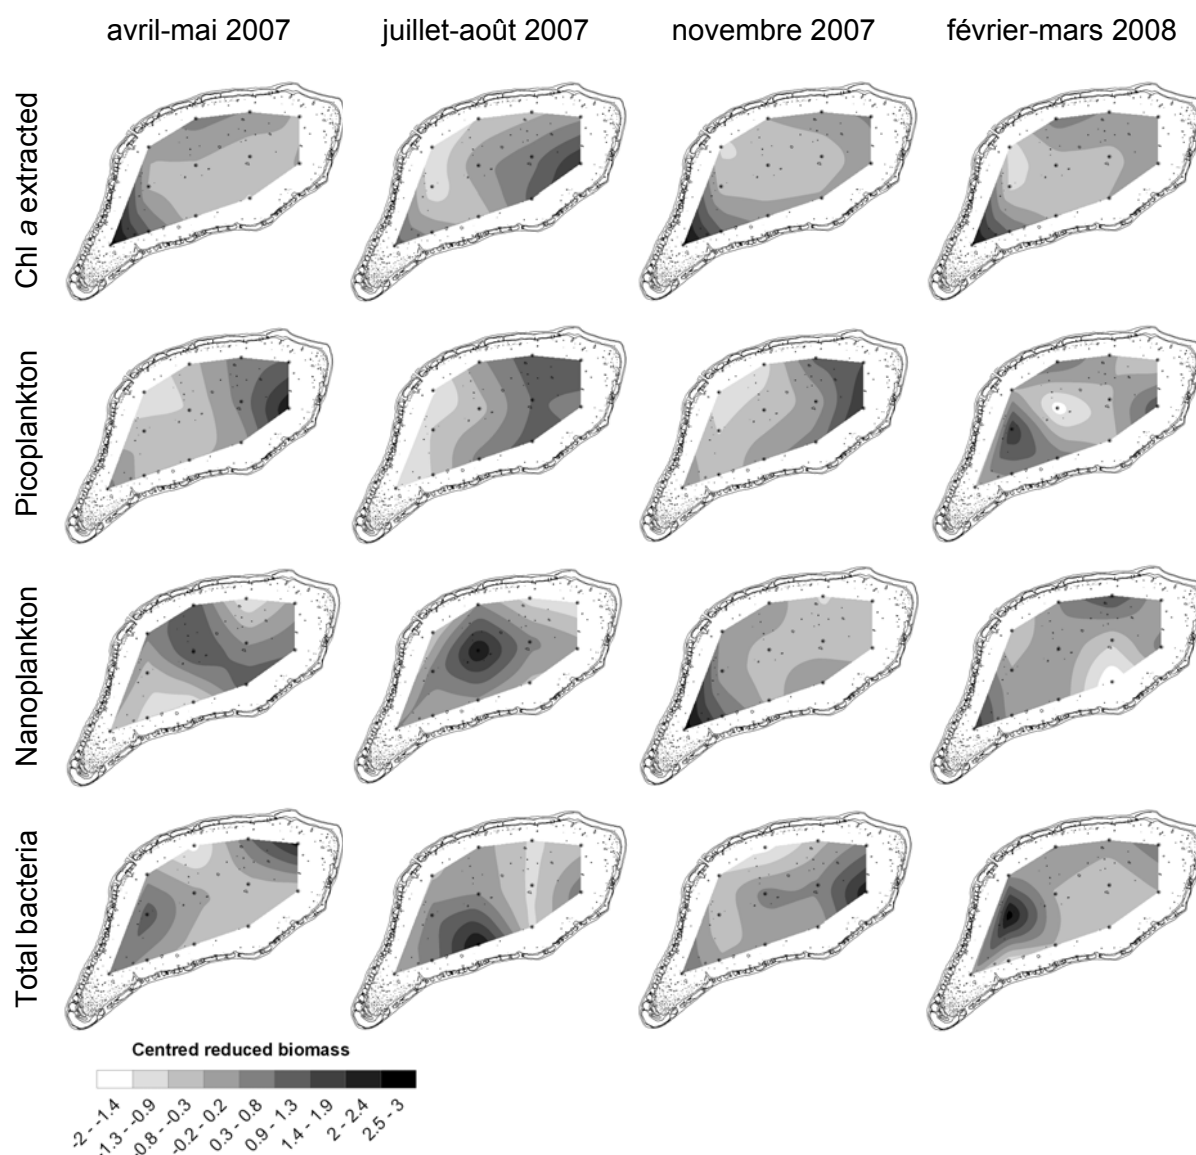 avril-mai 2007
juillet-août 2007
novembre 2007
février-mars 2008
Chl a extracted
Picoplankton
Nanoplankton
Total bacteria
Centred reduced biomass
-2 - -1.4
-1.3 - -0.9
-0.8 - -0.3
-0.2 - 0.2
0.3 - 0.8
0.9 - 1.3
1.4 - 1.9
2 - 2.4
2.5 - 3